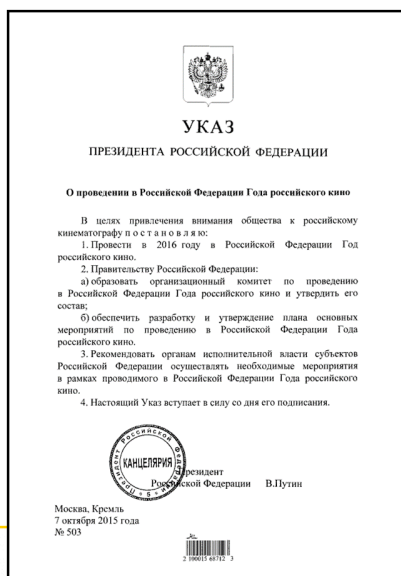 УКАЗ
ПРЕЗИДЕНТА РОССИЙСКОЙ ФЕДЕРАЦИИ
О проведении в Российской Федерации Года российского кино
В целях привлечения внимания общества к российскому
кинематографу п о с т а н о в л я ю:
1. Провести в 2016 году в Российской Федерации Год
российского кино.
2. Правительству Российской Федерации:
а) образовать организационный комитет по проведению
в Российской Федерации Года российского кино и утвердить его
состав;
б) обеспечить разработку и утверждение плана основных
мероприятий по проведению в Российской Федерации Года
российского кино.
3. Рекомендовать органам исполнительной власти субъектов
Российской Федерации осуществлять необходимые мероприятия
в рамках проводимого в Российской Федерации Года российского
кино.
4. Настоящий Указ вступает в силу со дня его подписания.
Президент Российской Федерации
КАНЦЕЛЯРИЯ
5
Президент
Российской Федерации В.Путин
Москва, Кремль
7 октября 2015 года
№ 503
2 100015 68712 3